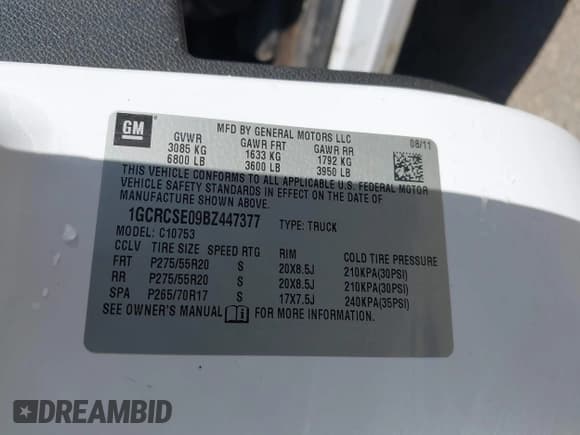 GM
MFD BY GENERAL MOTORS LLC
08/11
GVWR GAWR FRT GAWR RR
3085 KG 1633 KG 1792 KG
6800 LB 3600 LB 3950 LB
THIS VEHICLE CONFORMS TO ALL APPLICABLE U.S. FEDERAL MOTOR
VEHICLE SAFETY STANDARDS IN EFFECT ON THE DATE OF
MANUFACTURE SHOWN ABOVE.
1GCRCSE09BZ447377 TYPE: TRUCK
MODEL: C10753
CCLV TIRE SIZE SPEED RTG RIM COLD TIRE PRESSURE
FRT P275/55R20 S 20X8.5J 210KPA(30PSI)
RR P275/55R20 S 20X8.5J 210KPA(30PSI)
SPA P265/70R17 S 17X7.5J 240KPA(35PSI)
SEE OWNER'S MANUAL FOR MORE INFORMATION.
DREAMBID